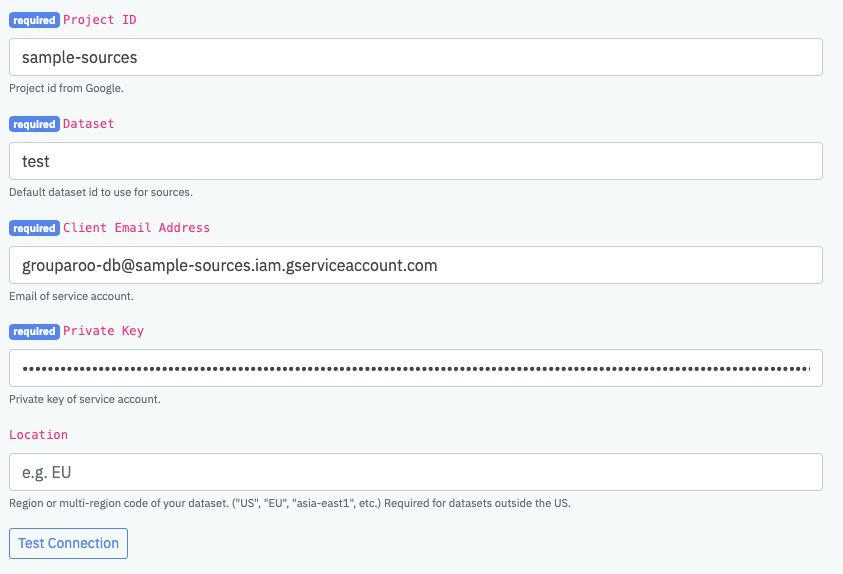 required Project ID
sample-sources
Project id from Google.
required Dataset
test
Default dataset id to use for sources.
required Client Email Address
grouparoo-db@sample-sources.iam.gserviceaccount.com
Email of service account.
required Private Key
Private key of service account.
Location
e.g. EU
Region or multi-region code of your dataset. ("US", "EU", "asia-east1", etc.) Required for datasets outside the US.
Test Connection